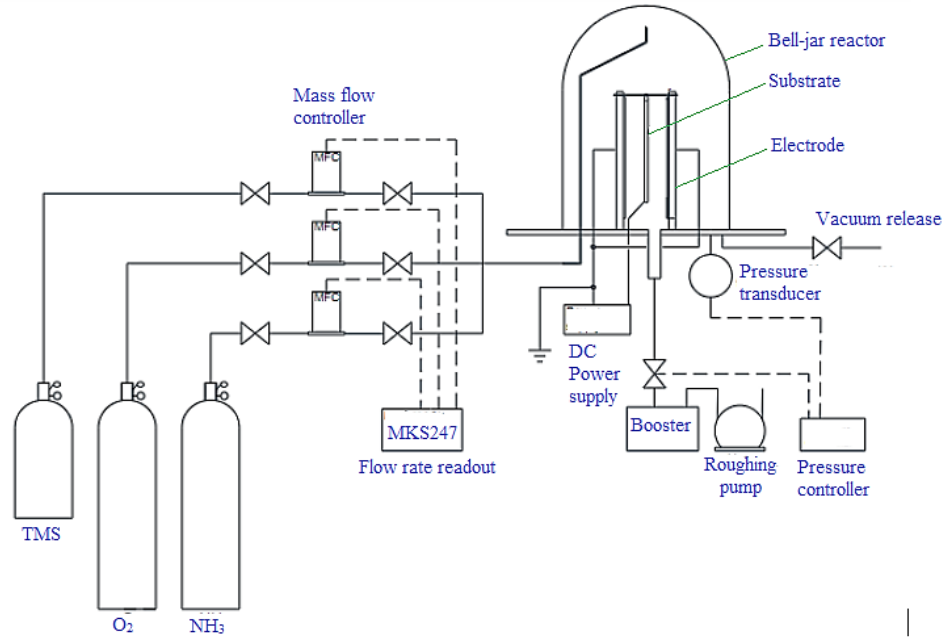 Bell-jar reactor
Substrate
Mass flow
controller
Electrode
MFC
Vacuum release
MFC
Pressure
transducer
MFC
DC
Power
supply
MKS247
Booster
Flow rate readout
Roughing
pump
Pressure
controller
TMS
O₂
NH₃